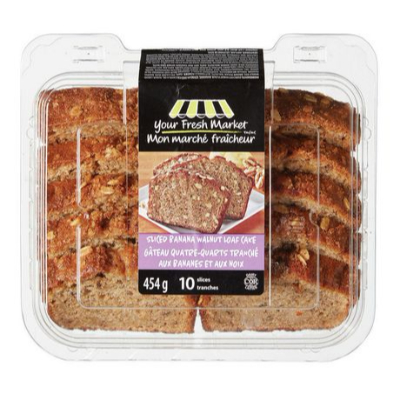 Your Fresh Market
Mon marché fraîcheur
SLICED BANANA WALNUT LOAF CAKE
GÂTEAU QUATRE-QUARTS TRANCHÉ
AUX BANANES ET AUX NOIX
454 g 10 slices
tranches
COR